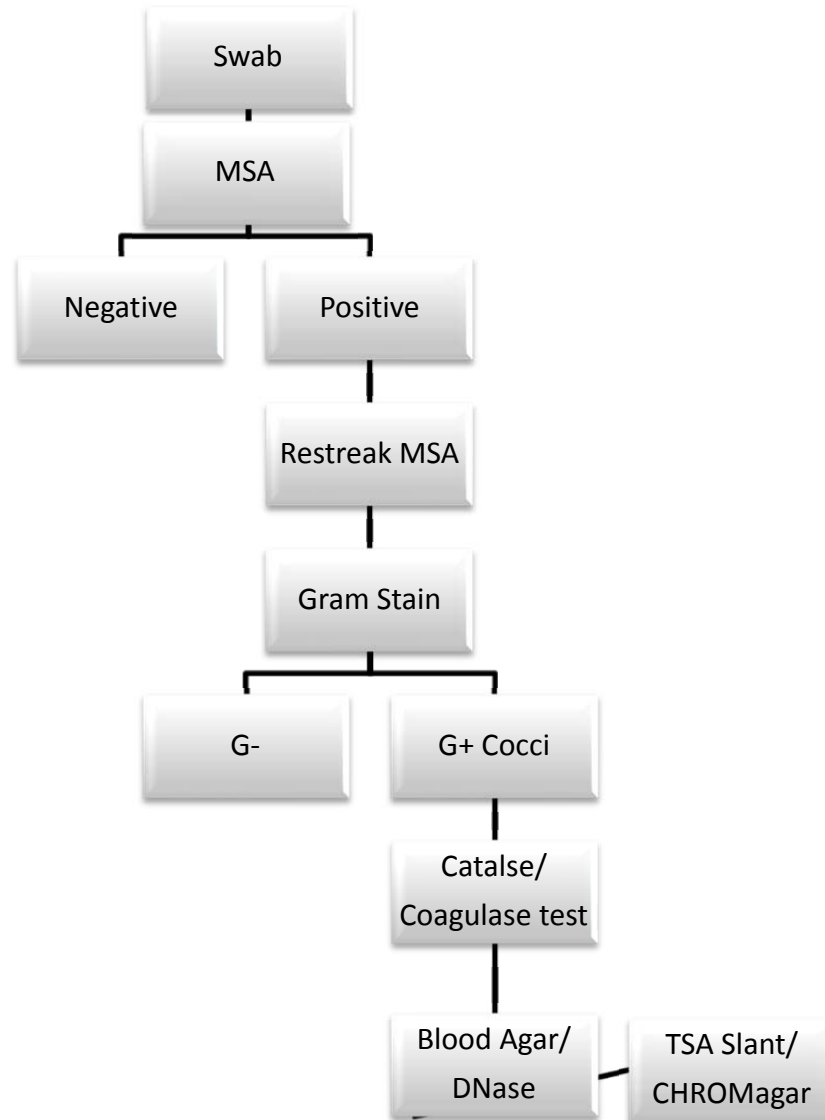 Swab
MSA
Negative
Positive
Restreak MSA
Gram Stain
G-
G+ Cocci
Catalse/
Coagulase test
Blood Agar/
DNase
TSA Slant/
CHROMagar